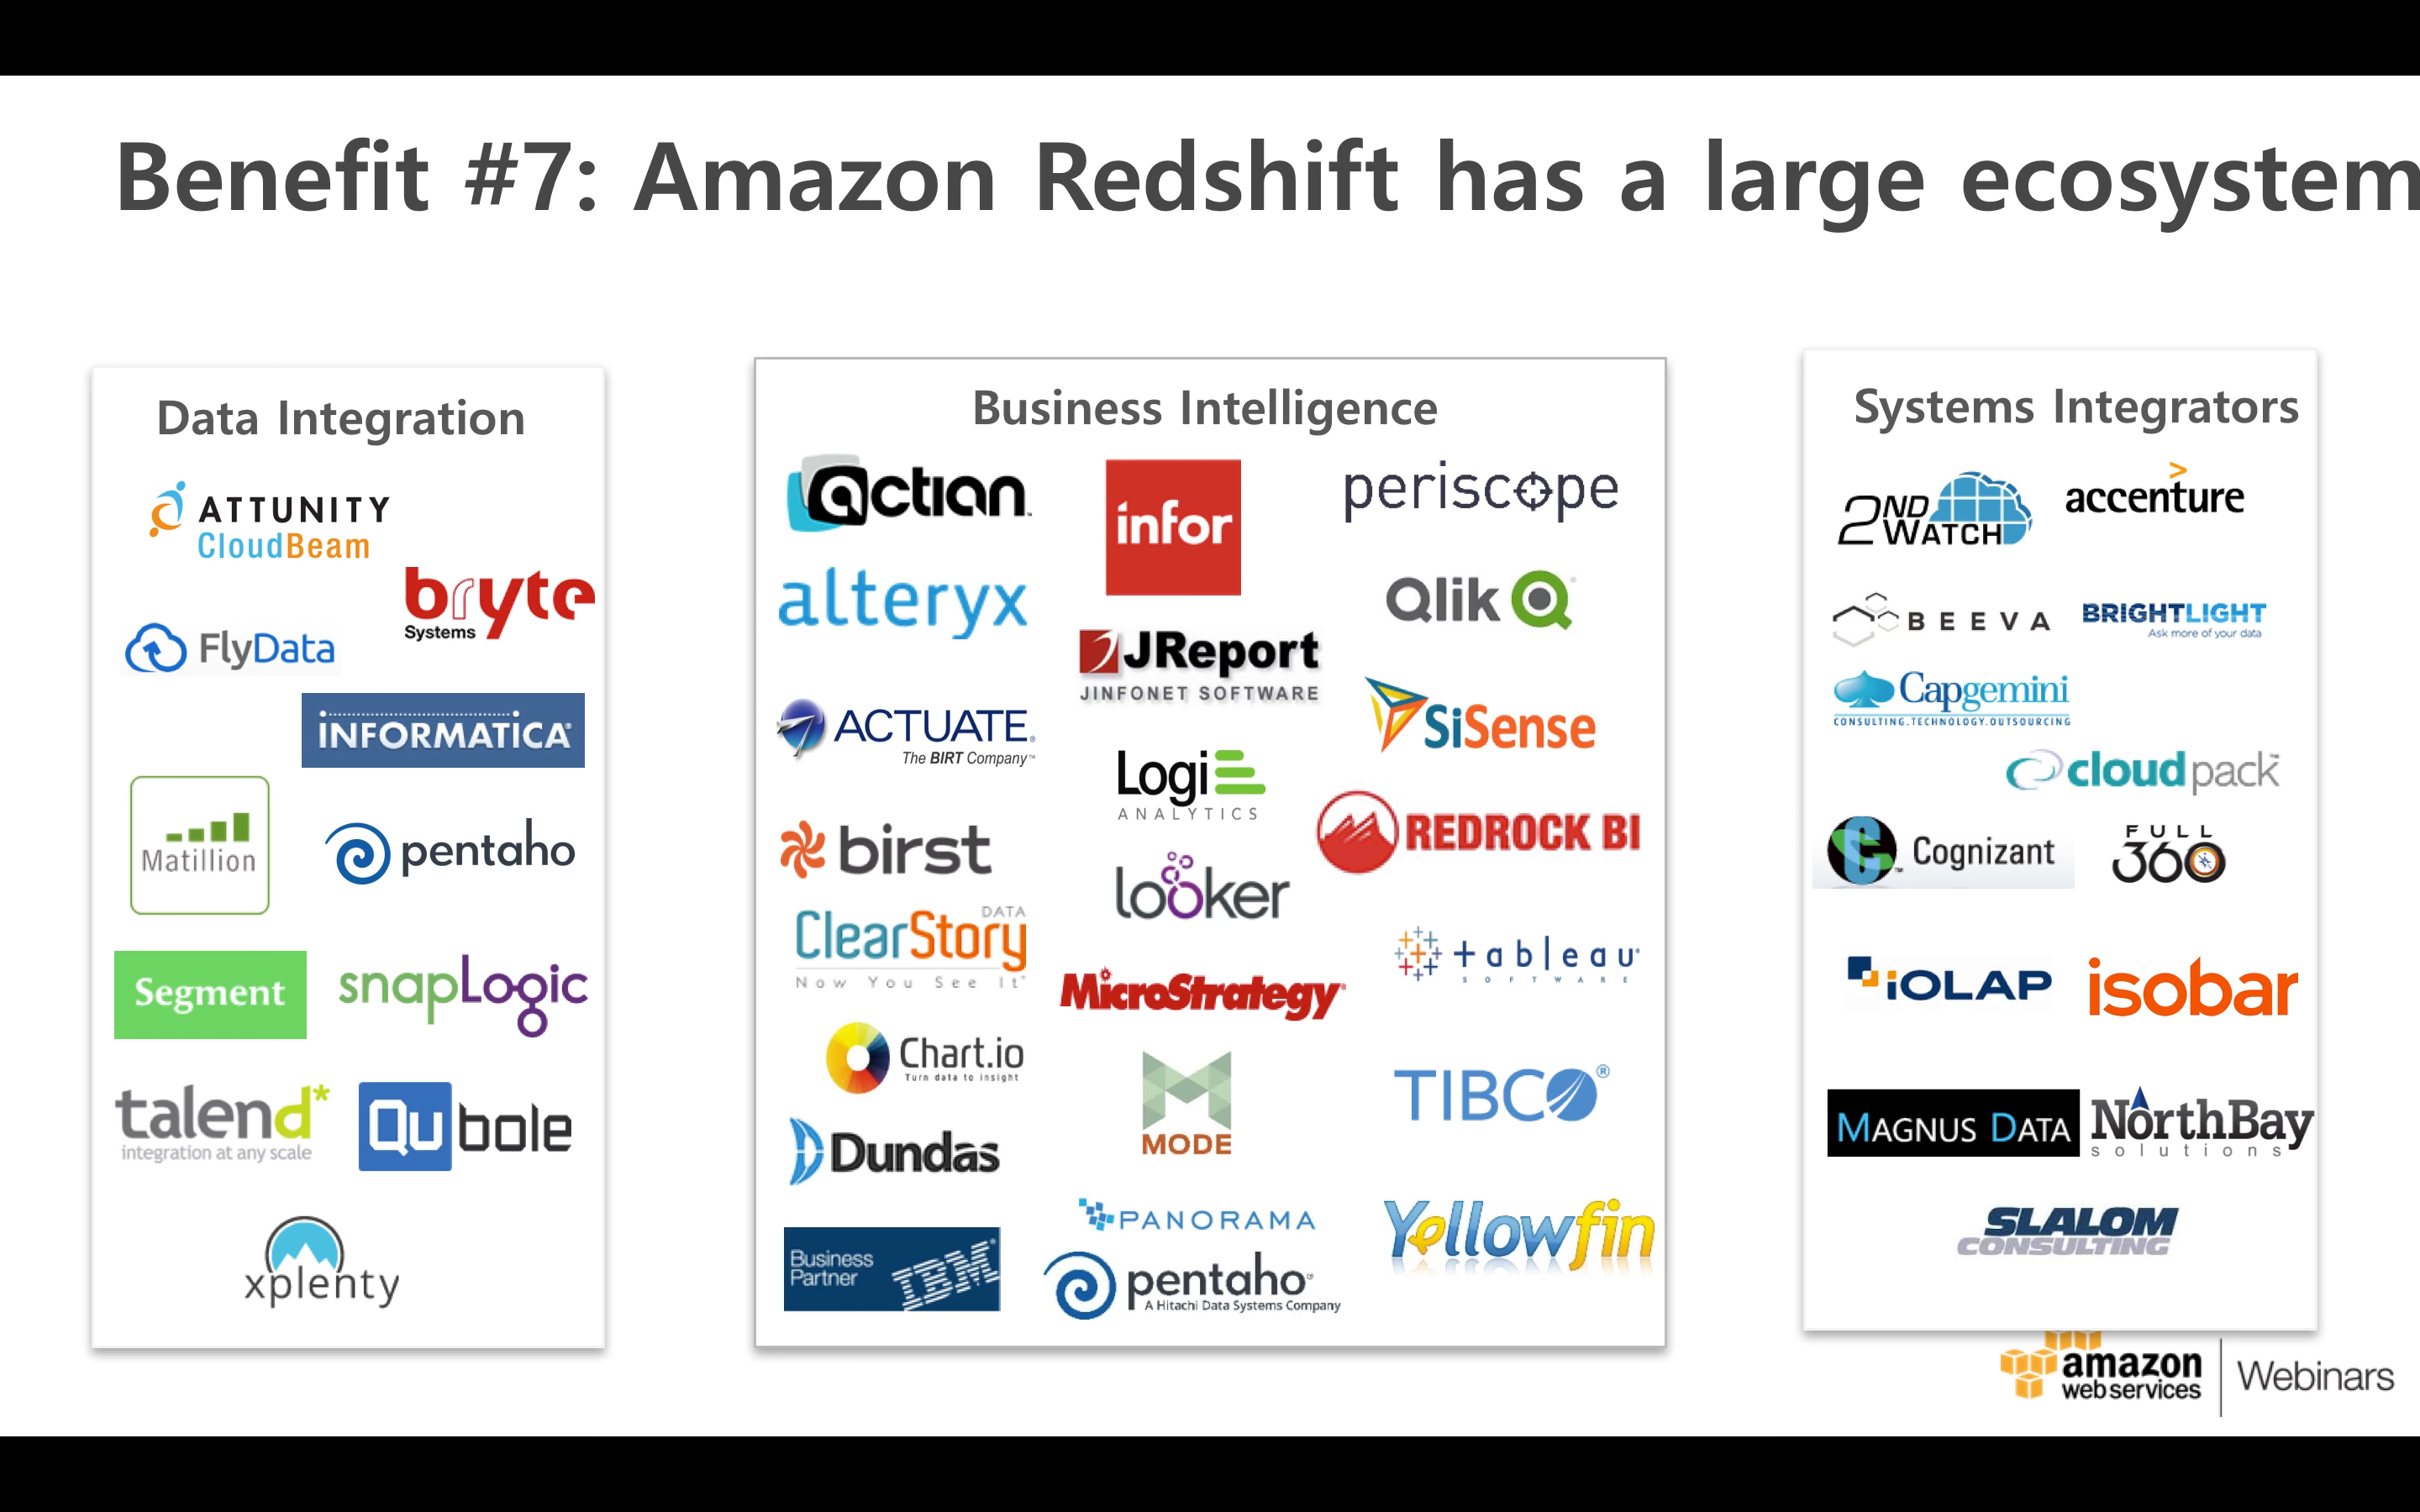 Benefit #7: Amazon Redshift has a large ecosystem
Data Integration
ATTUNITY
CloudBeam
bryte
Systems
FlyData
INFORMATICA
Matillion
pentaho
Segment
snapLogic
talend*
integration at any scale
Qubole
xplenty
Business Intelligence
actian
infor
periscope
alteryx
Qlik
JReport
JINFONET SOFTWARE
ACTUATE®
The BIRT Company™
SiSense
Logi
ANALYTICS
birst
REDROCK BI
looker
ClearStory
DATA
Now You See It
+ableau
SOFTWARE
MicroStrategy
Chart.io
Turn data to insight
MODE
TIBCO®
Dundas
PANORAMA
Yellowfin
Business
Partner
IBM
pentaho
A Hitachi Data Systems Company
Systems Integrators
2ND
WATCH
>
accenture
BEEVA
BRIGHTLIGHT
Ask more of your data
Capgemini
CONSULTING.TECHNOLOGY.OUTSOURCING
cloudpack
Cognizant
FULL
360
iOLAP
isobar
MAGNUS DATA
NorthBay
solutions
SLALOM
CONSULTING
amazon
web services
Webinars